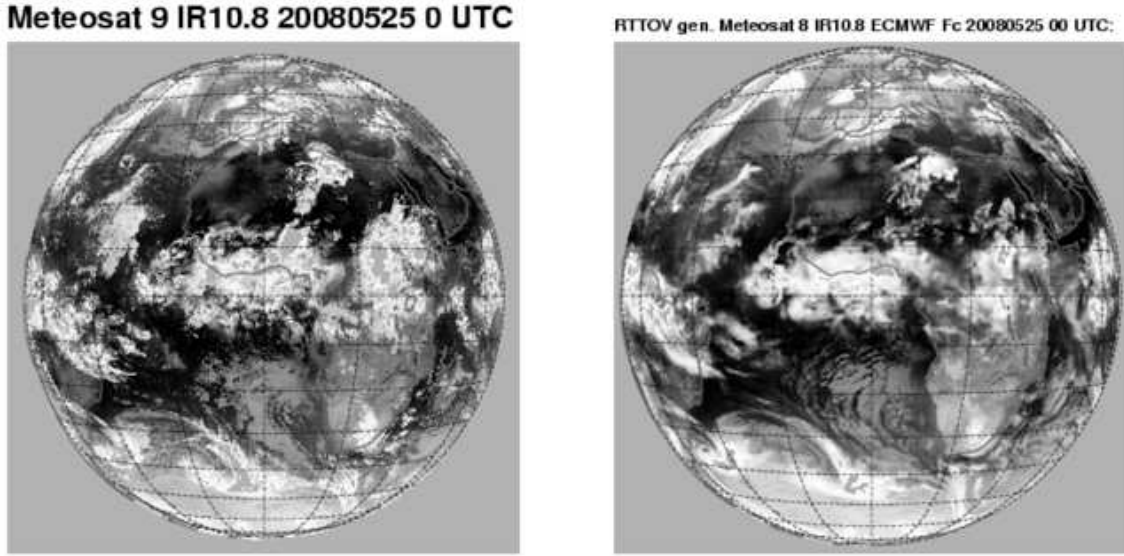 Meteosat 9 IR10.8 20080525 0 UTC
RTTOV gen. Meteosat 8 IR10.8 ECMWF Fc 20080525 00 UTC: